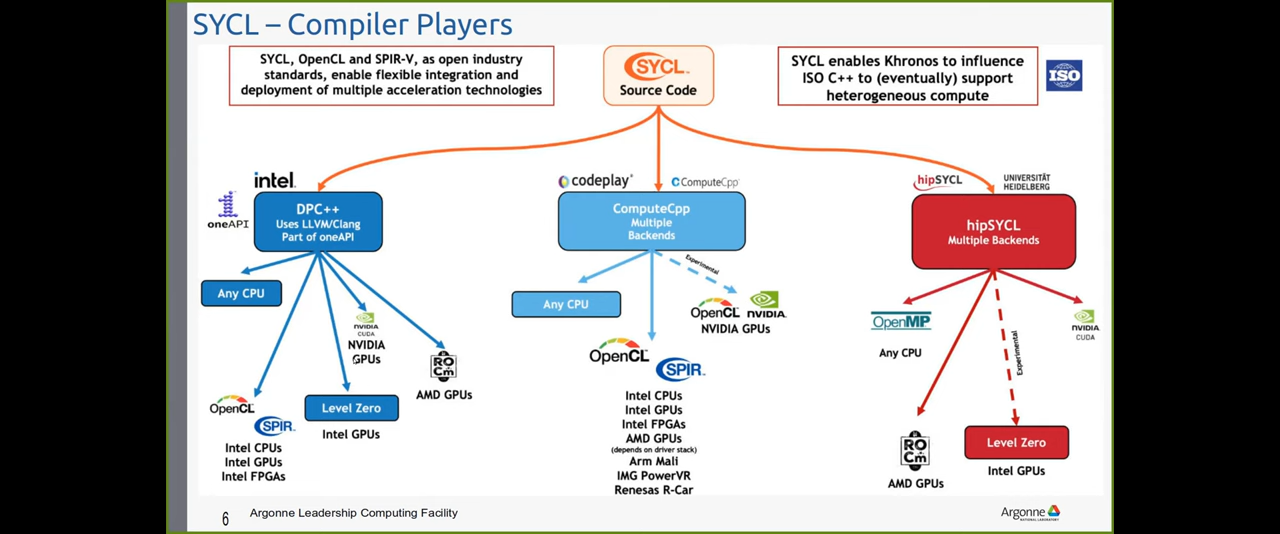 SYCL – Compiler Players
SYCL, OpenCL and SPIR-V, as open industry
standards, enable flexible integration and
deployment of multiple acceleration technologies
SYCL
Source Code
SYCL enables Khronos to influence
ISO C++ to (eventually) support
heterogeneous compute
ISO
intel.
oneAPI
DPC++
Uses LLVM/Clang
Part of oneAPI
Any CPU
OpenCL
SPIR
Intel CPUs
Intel GPUs
Intel FPGAs
Level Zero
Intel GPUs
NVIDIA
CUDA
NVIDIA
GPUs
ROCm
AMD GPUs
codeplay
ComputeCpp
ComputeCpp
Multiple
Backends
Any CPU
OpenCL
SPIR
Intel CPUs
Intel GPUs
Intel FPGAs
AMD GPUs
(depends on driver stack)
Arm Mali
IMG PowerVR
Renesas R-Car
Experimental
OpenCL
NVIDIA.
NVIDIA GPUs
hipSYCL
UNIVERSITÄT
HEIDELBERG
hipSYCL
Multiple Backends
OpenMP
Any CPU
ROCm
AMD GPUs
Experimental
Level Zero
Intel GPUs
NVIDIA
CUDA
6
Argonne Leadership Computing Facility
Argonne
NATIONAL LABORATORY